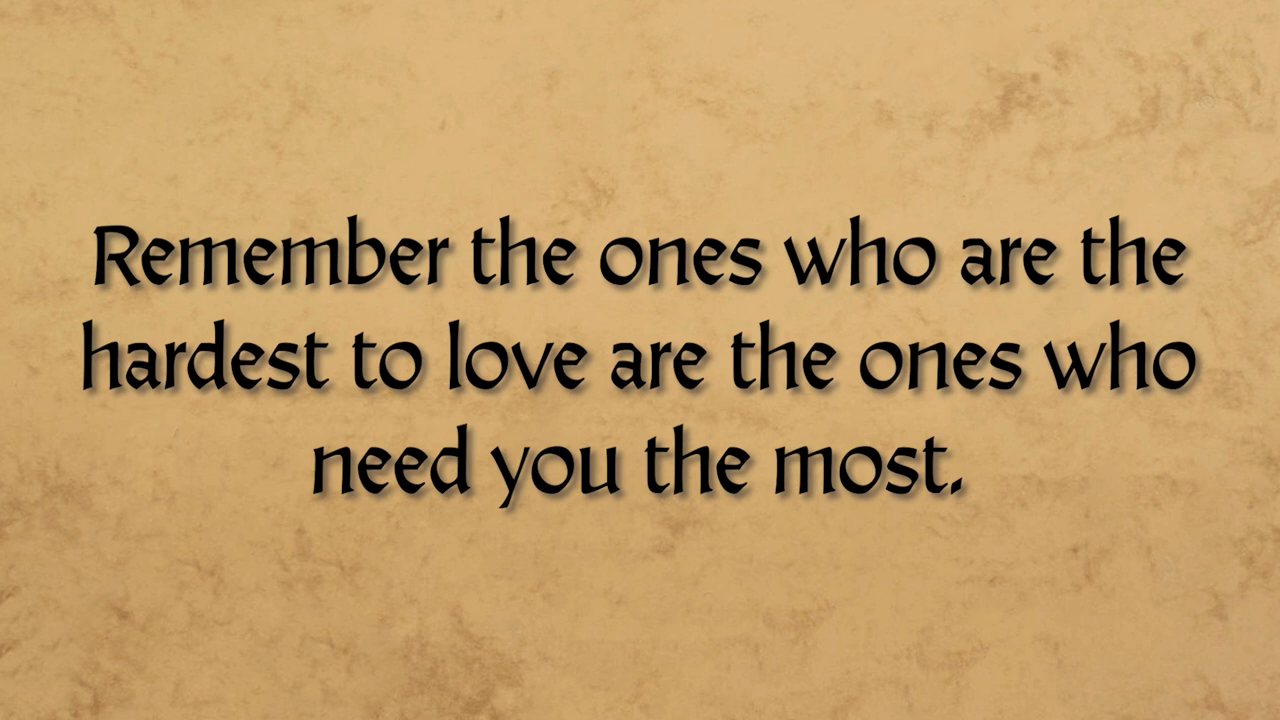 Remember the ones who are the
hardest to love are the ones who
need you the most.